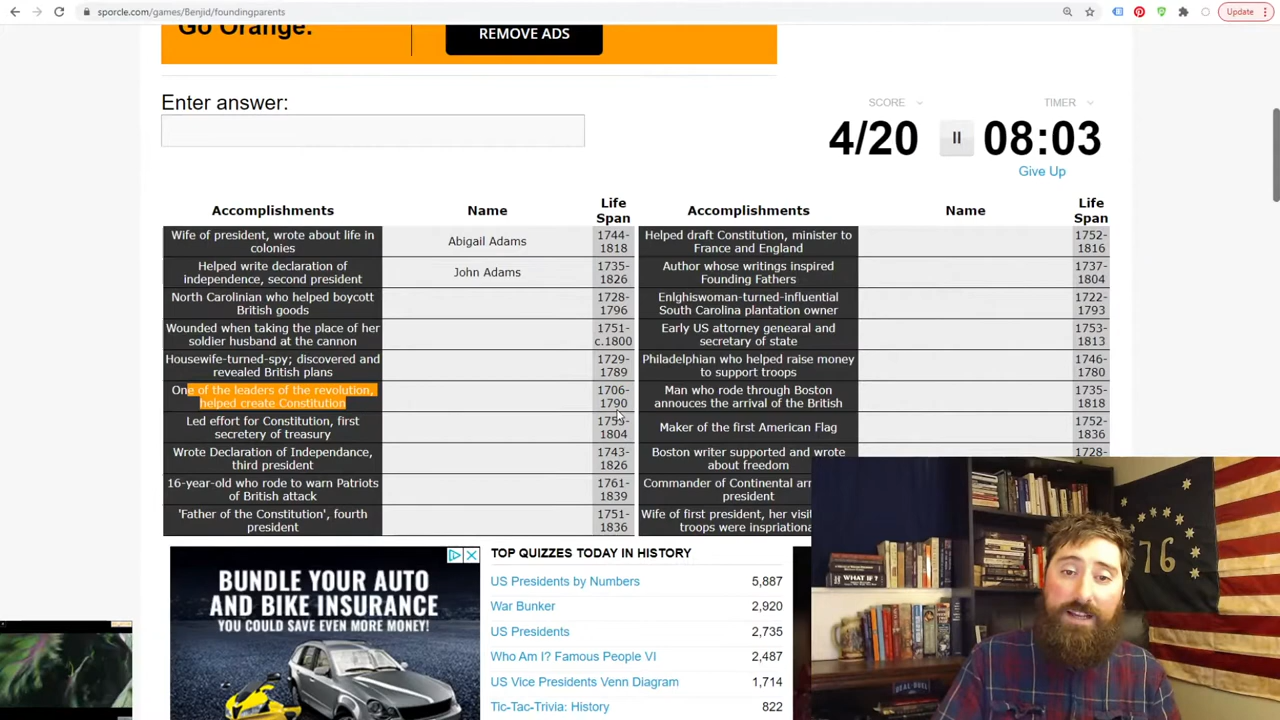 sporcle.com/games/Benjid/foundingparents
Update
Go Orange.
REMOVE ADS
Enter answer:
SCORE
TIMER
4/20
08:03
Give Up
Accomplishments
Name
Life
Span
Accomplishments
Name
Life
Span
Wife of president, wrote about life in
colonies
Abigail Adams
1744-
1818
Helped draft Constitution, minister to
France and England
1752-
1816
Helped write declaration of
independence, second president
John Adams
1735-
1826
Author whose writings inspired
Founding Fathers
1737-
1804
North Carolinian who helped boycott
British goods
1728-
1796
Enlghiswoman-turned-influential
South Carolina plantation owner
1722-
1793
Wounded when taking the place of her
soldier husband at the cannon
1751-
c.1800
Early US attorney genearal and
secretary of state
1753-
1813
Housewife-turned-spy; discovered and
revealed British plans
1729-
1789
Philadelphian who helped raise money
to support troops
1746-
1780
One of the leaders of the revolution,
helped create Constitution
1706-
1790
Man who rode through Boston
annouces the arrival of the British
1735-
1818
Led effort for Constitution, first
secretery of treasury
1755-
1804
Maker of the first American Flag
1752-
1836
Wrote Declaration of Independance,
third president
1743-
1826
Boston writer supported and wrote
about freedom
1728-
16-year-old who rode to warn Patriots
of British attack
1761-
1839
Commander of Continental
president
'Father of the Constitution', fourth
president
1751-
1836
Wife of first president, her
troops were
BUNDLE YOUR AUTO
AND BIKE INSURANCE
YOU COULD SAVE EVEN MORE MONEY!
TOP QUIZZES TODAY IN HISTORY
US Presidents by Numbers 5,887
War Bunker 2,920
US Presidents 2,735
Who Am I? Famous People VI 2,487
US Vice Presidents Venn Diagram 1,714
Tic-Tac-Trivia: History 822
WHAT IF?
76